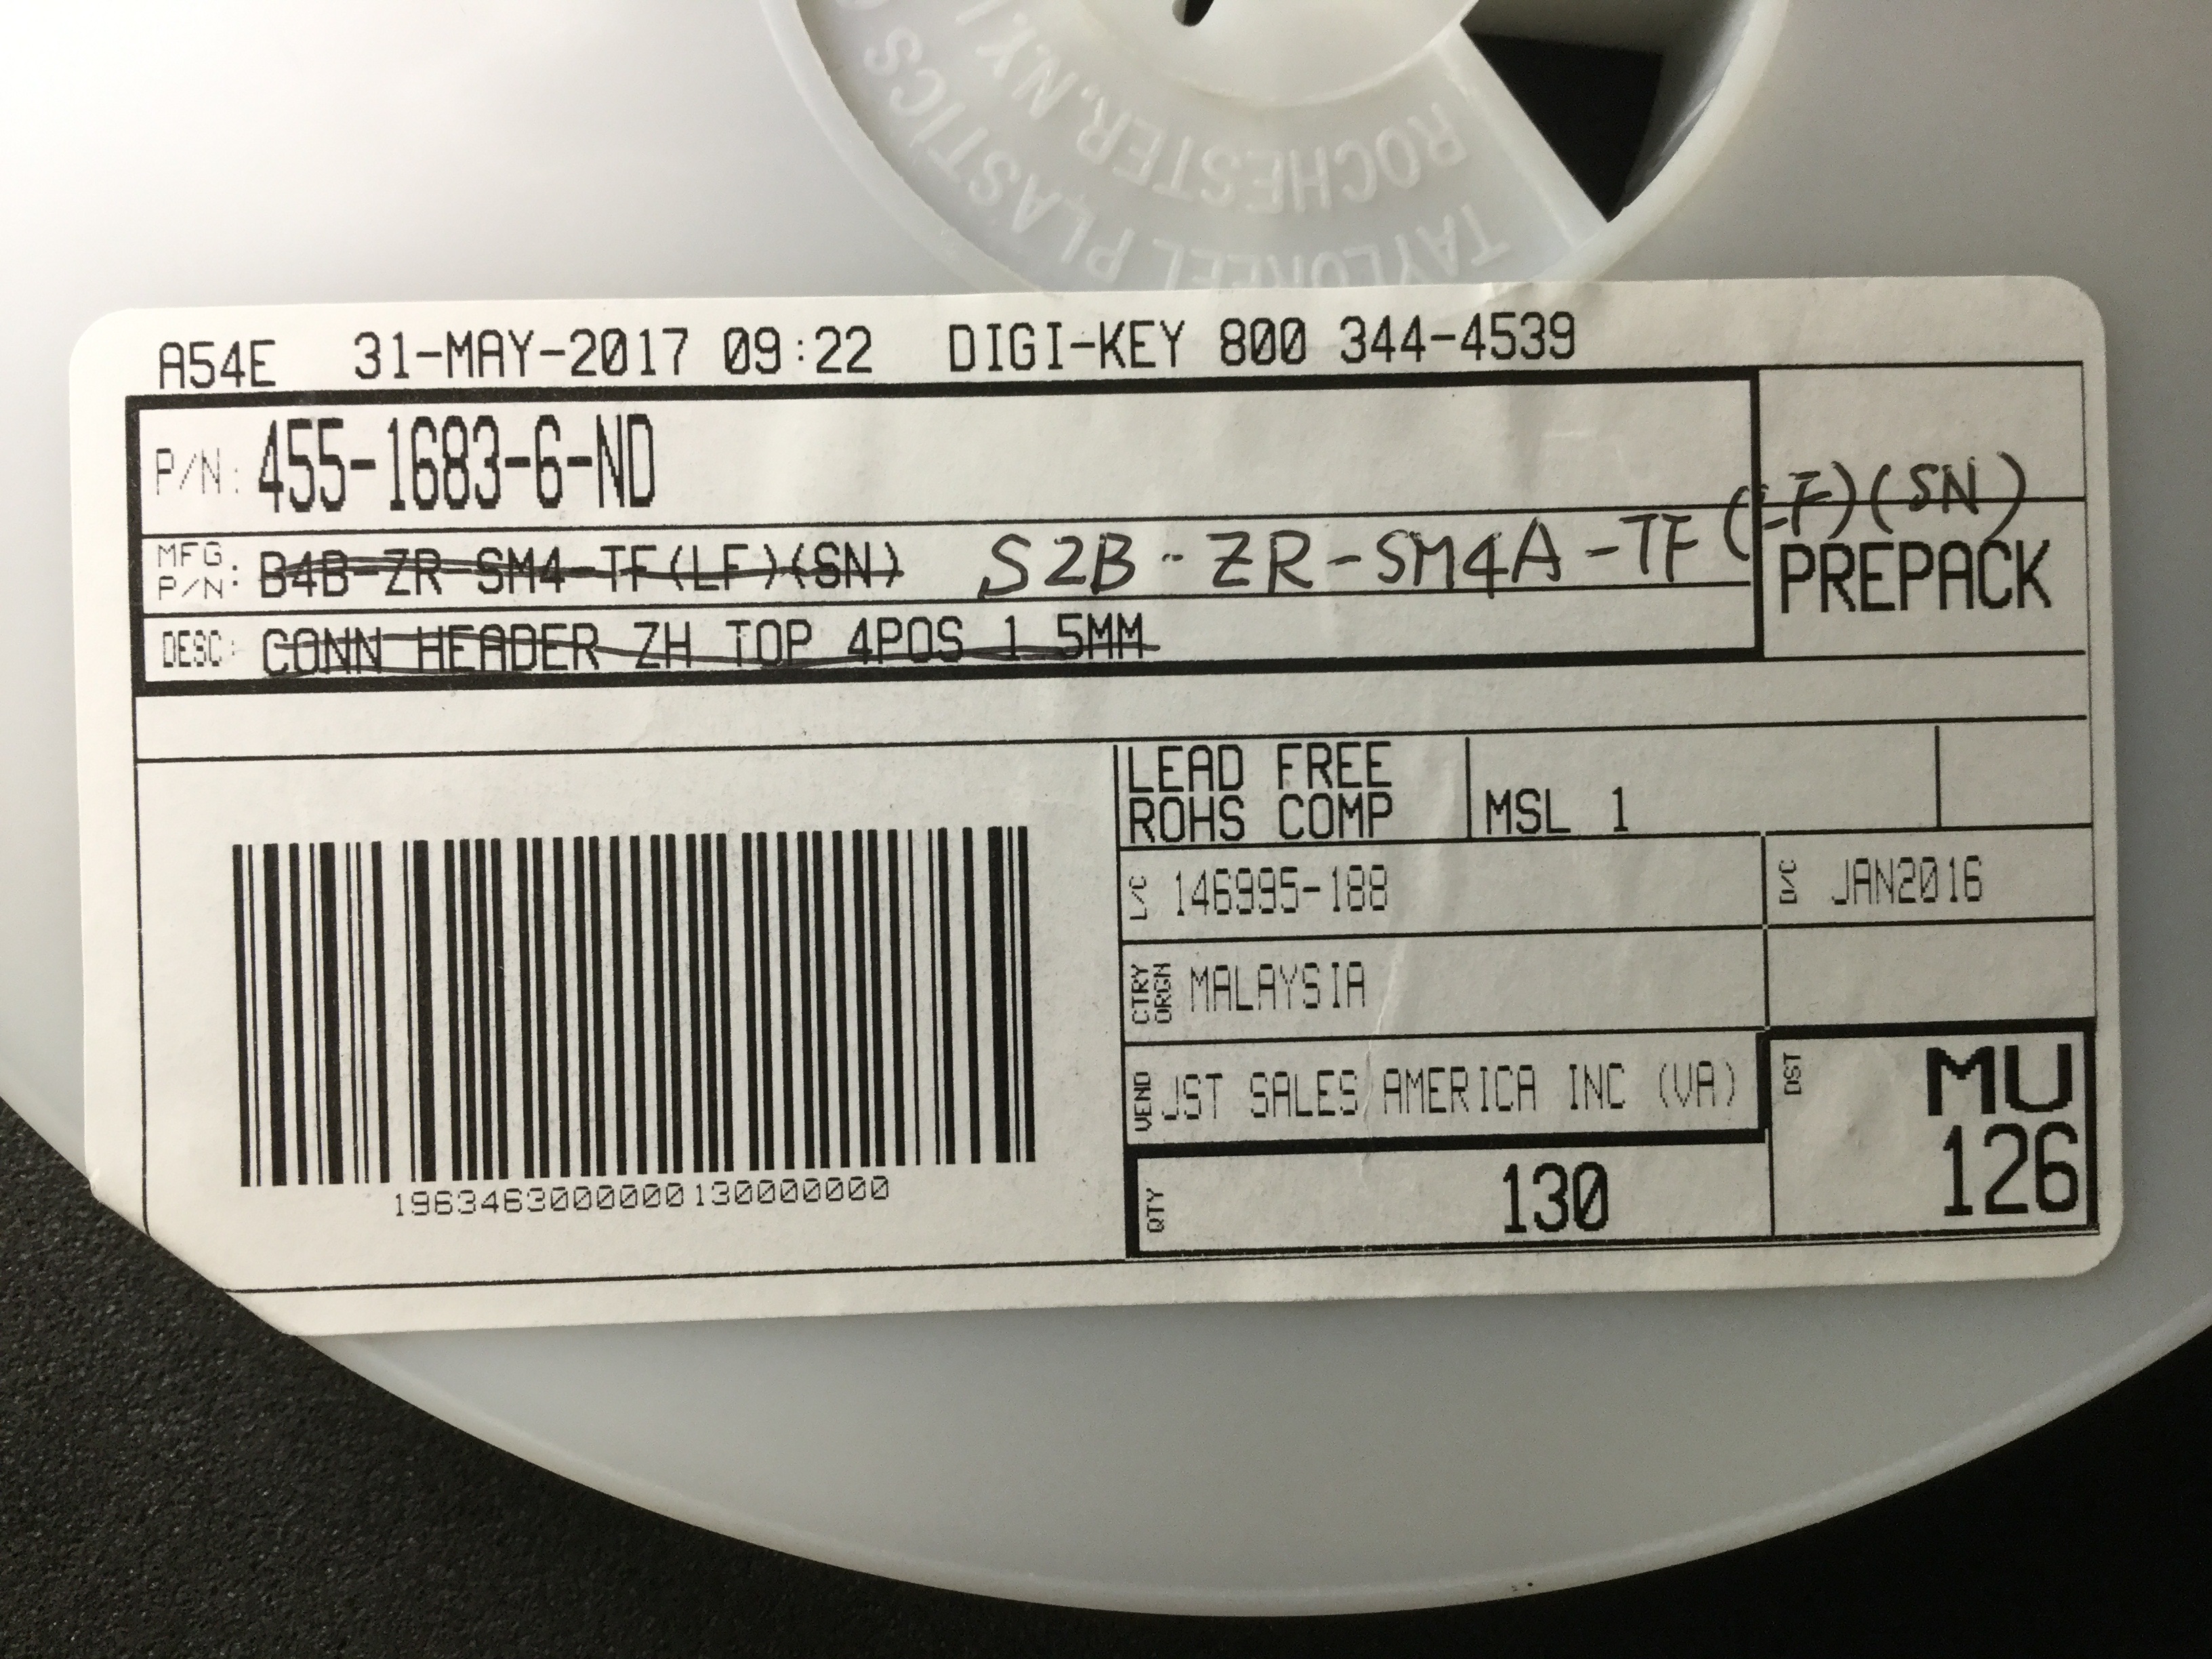 TAYLOREEL PLASTICS
ROCHESTER, N.Y.
A54E 31-MAY-2017 09:22 DIGI-KEY 800 344-4539
P/N: 455-1683-6-ND
MFG. P/N: B4B-ZR-SM4-TF(LF)(SN) S2B-ZR-SM4A-TF(LF)(SN)
PREPACK
DESC: CONN HEADER ZH TOP 4POS 1.5MM
LEAD FREE
ROHS COMP
MSL 1
L/C 146995-188
D/C JAN2016
CTRY ORGN MALAYSIA
VEND JST SALES AMERICA INC (VA)
DST MU
126
QTY 130
1963463000000130000000